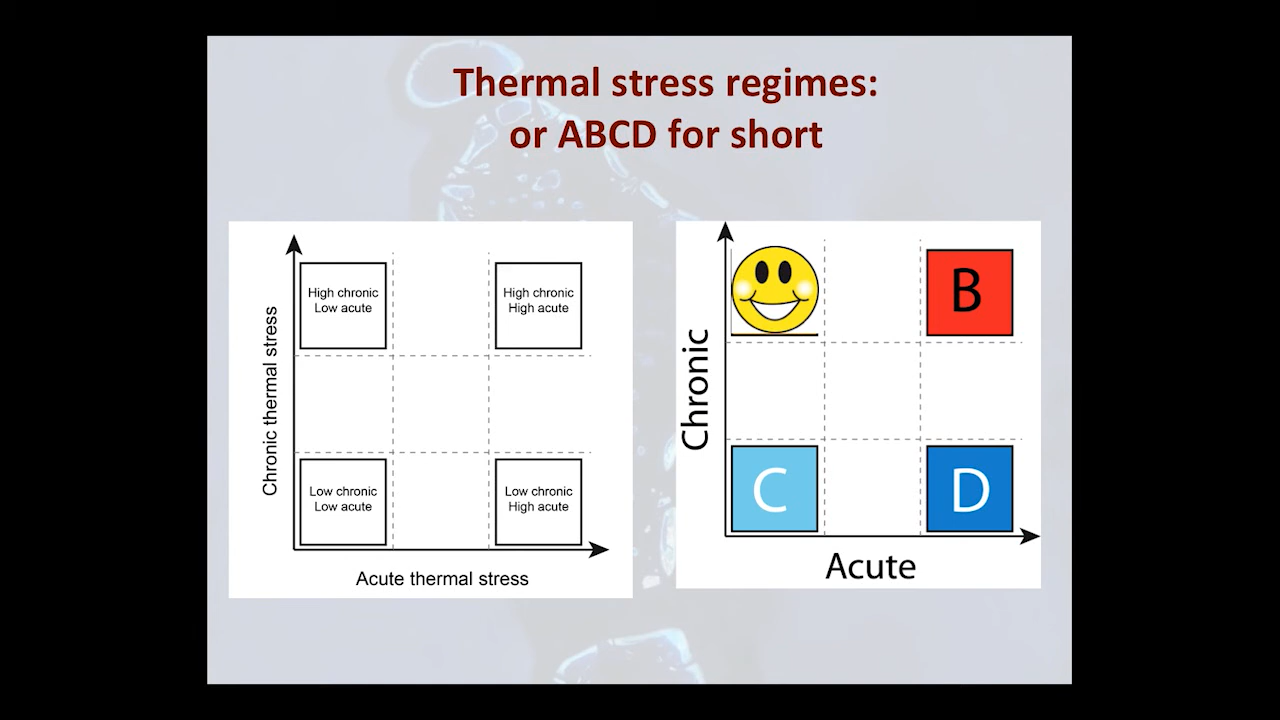 Thermal stress regimes:
or ABCD for short
Chronic thermal stress
High chronic
Low acute
High chronic
High acute
Low chronic
Low acute
Low chronic
High acute
Acute thermal stress
Chronic
B
C
D
Acute